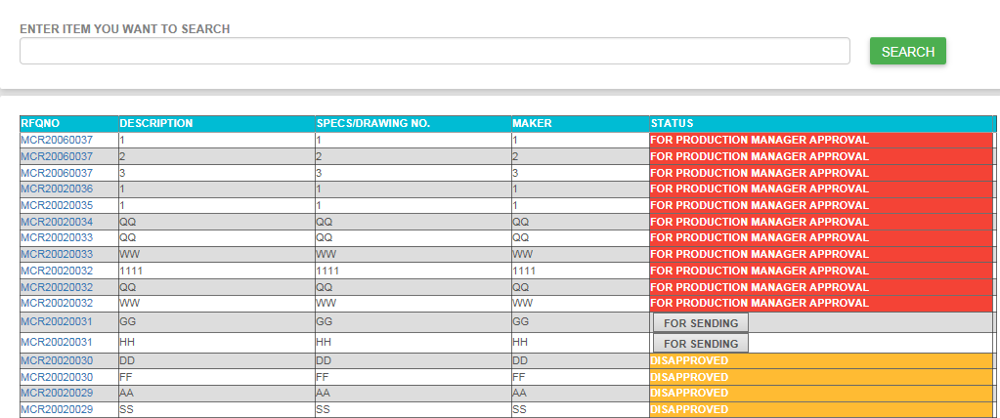 ENTER ITEM YOU WANT TO SEARCH
SEARCH
RFQNO DESCRIPTION SPECS/DRAWING NO. MAKER STATUS
MCR20060037 1 1 1 FOR PRODUCTION MANAGER APPROVAL
MCR20060037 2 2 2 FOR PRODUCTION MANAGER APPROVAL
MCR20060037 3 3 3 FOR PRODUCTION MANAGER APPROVAL
MCR20020036 1 1 1 FOR PRODUCTION MANAGER APPROVAL
MCR20020035 1 1 1 FOR PRODUCTION MANAGER APPROVAL
MCR20020034 QQ QQ QQ FOR PRODUCTION MANAGER APPROVAL
MCR20020033 QQ QQ QQ FOR PRODUCTION MANAGER APPROVAL
MCR20020033 WW WW WW FOR PRODUCTION MANAGER APPROVAL
MCR20020032 1111 1111 1111 FOR PRODUCTION MANAGER APPROVAL
MCR20020032 QQ QQ QQ FOR PRODUCTION MANAGER APPROVAL
MCR20020032 WW WW WW FOR PRODUCTION MANAGER APPROVAL
MCR20020031 GG GG GG FOR SENDING
MCR20020031 HH HH HH FOR SENDING
MCR20020030 DD DD DD DISAPPROVED
MCR20020030 FF FF FF DISAPPROVED
MCR20020029 AA AA AA DISAPPROVED
MCR20020029 SS SS SS DISAPPROVED